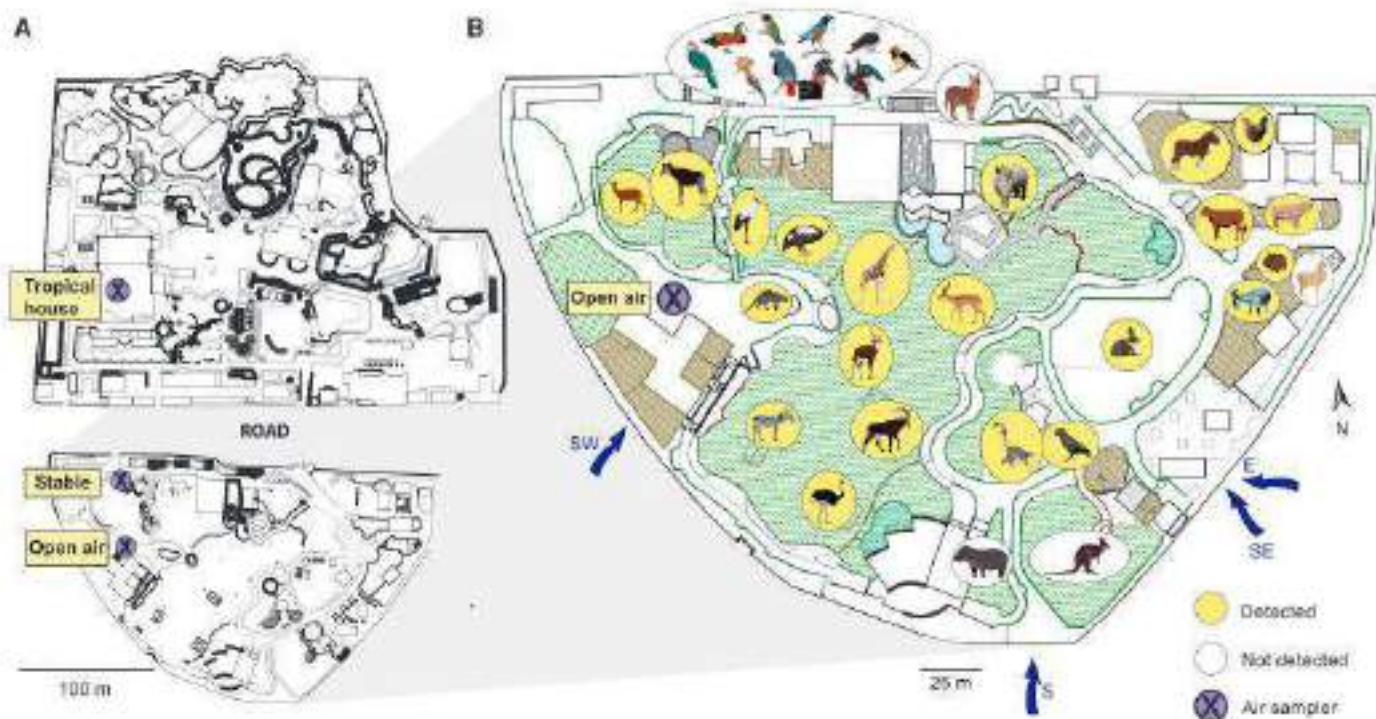 A
B
Tropical
house
Open air
ROAD
Stable
Open air
SW
N
E
SE
S
100 m
25 m
Detected
Not detected
Air sampler